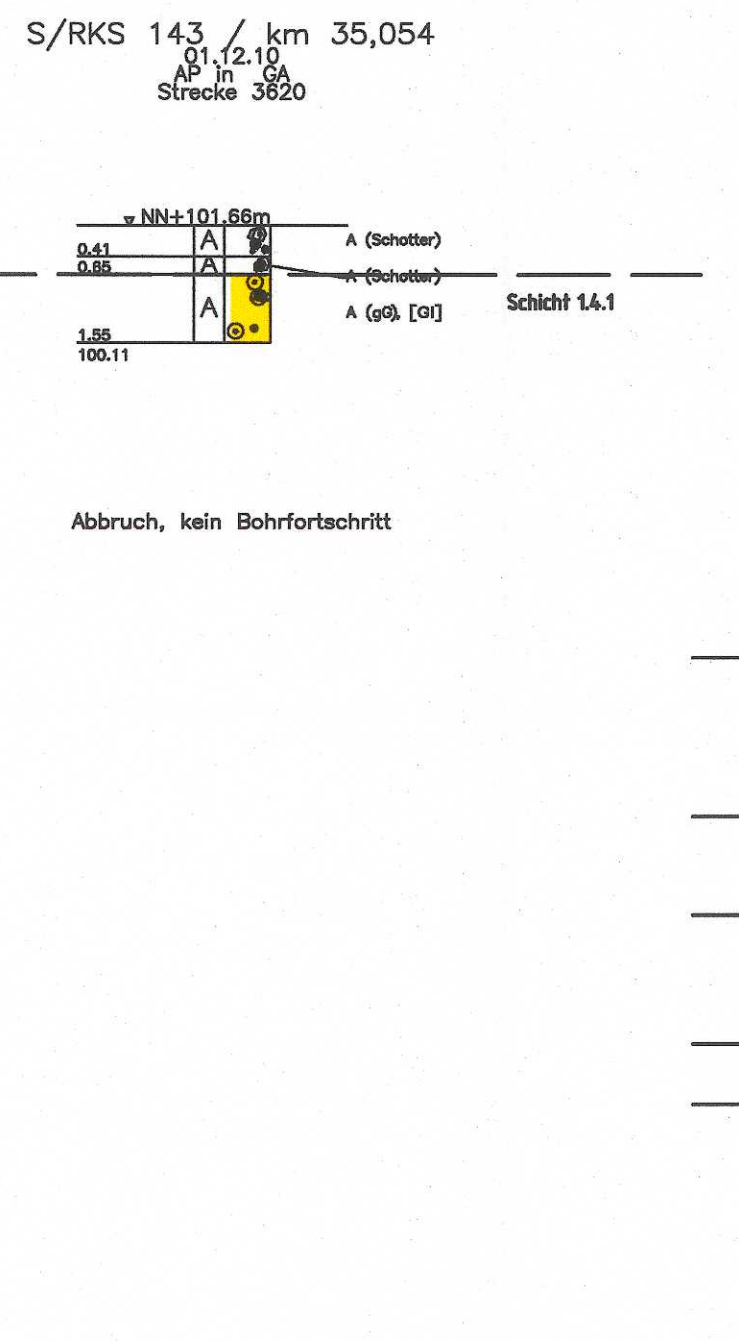 S/RKS 143 / km 35,054
01.12.10
AP in GA
Strecke 3620
NN+101.66m
A
A (Schotter)
0.41
0.65
A
A (Schotter)
Schicht 1.4.1
A
A (gG), [GI]
1.55
100.11
Abbruch, kein Bohrfortschritt